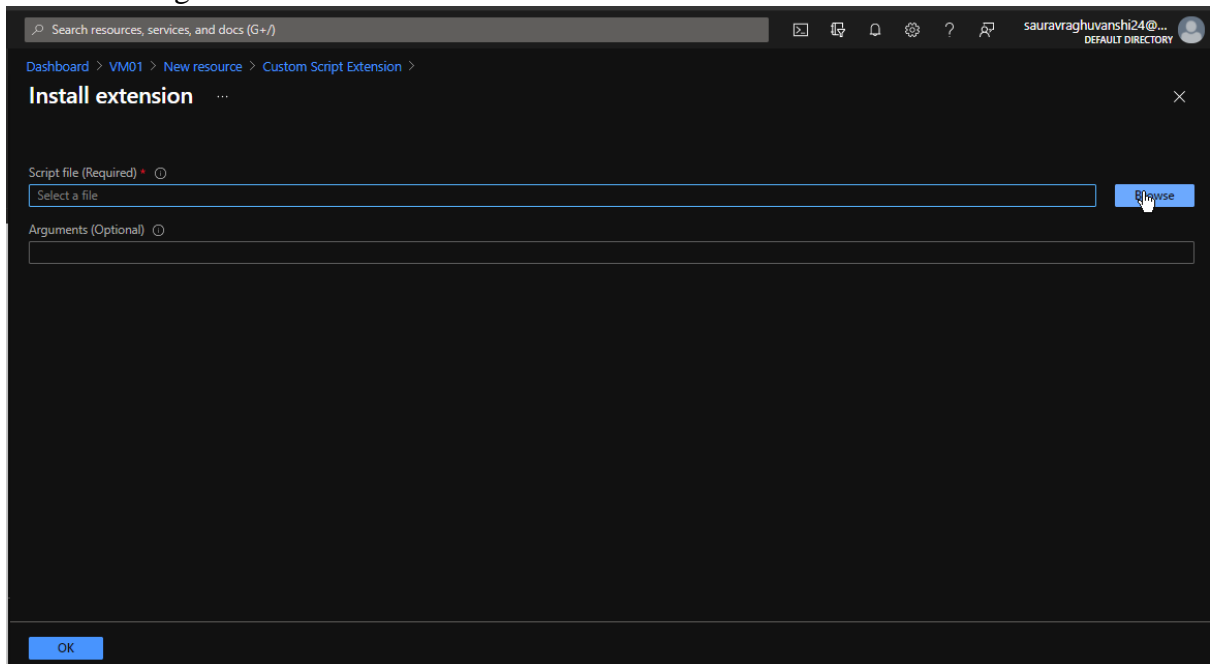 Search resources, services, and docs (G+/)
sauravraghuvanshi24@...
DEFAULT DIRECTORY
Dashboard > VM01 > New resource > Custom Script Extension >
Install extension ...
Script file (Required) *
Select a file
Browse
Arguments (Optional)
OK